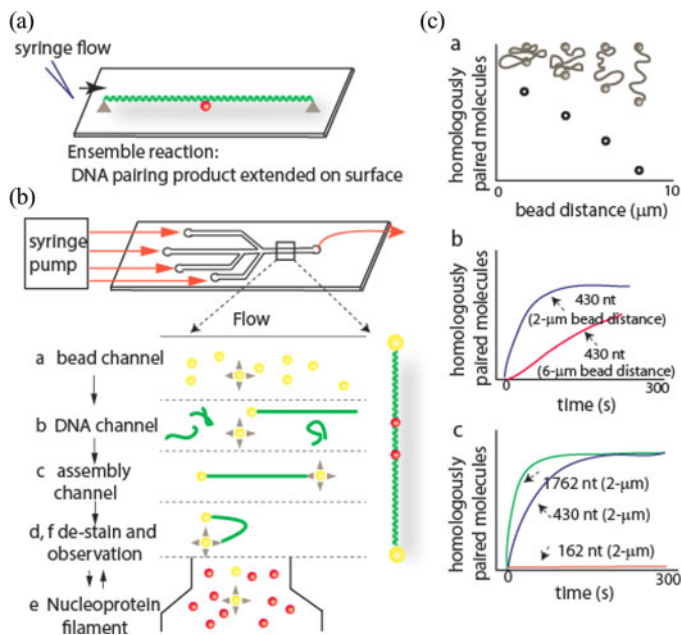 (a)
syringe flow
Ensemble reaction:
DNA pairing product extended on surface
(b)
syringe
pump
Flow
a bead channel
b DNA channel
c assembly
channel
d, f de-stain and
observation
e Nucleoprotein
filament
(c)
a
homologously
paired molecules
0
10
bead distance (μm)
b
homologously
paired molecules
430 nt
(2-μm bead distance)
430 nt
(6-μm bead distance)
0
300
time (s)
c
homologously
paired molecules
1762 nt (2-μm)
430 nt (2-μm)
162 nt (2-μm)
0
300
time (s)